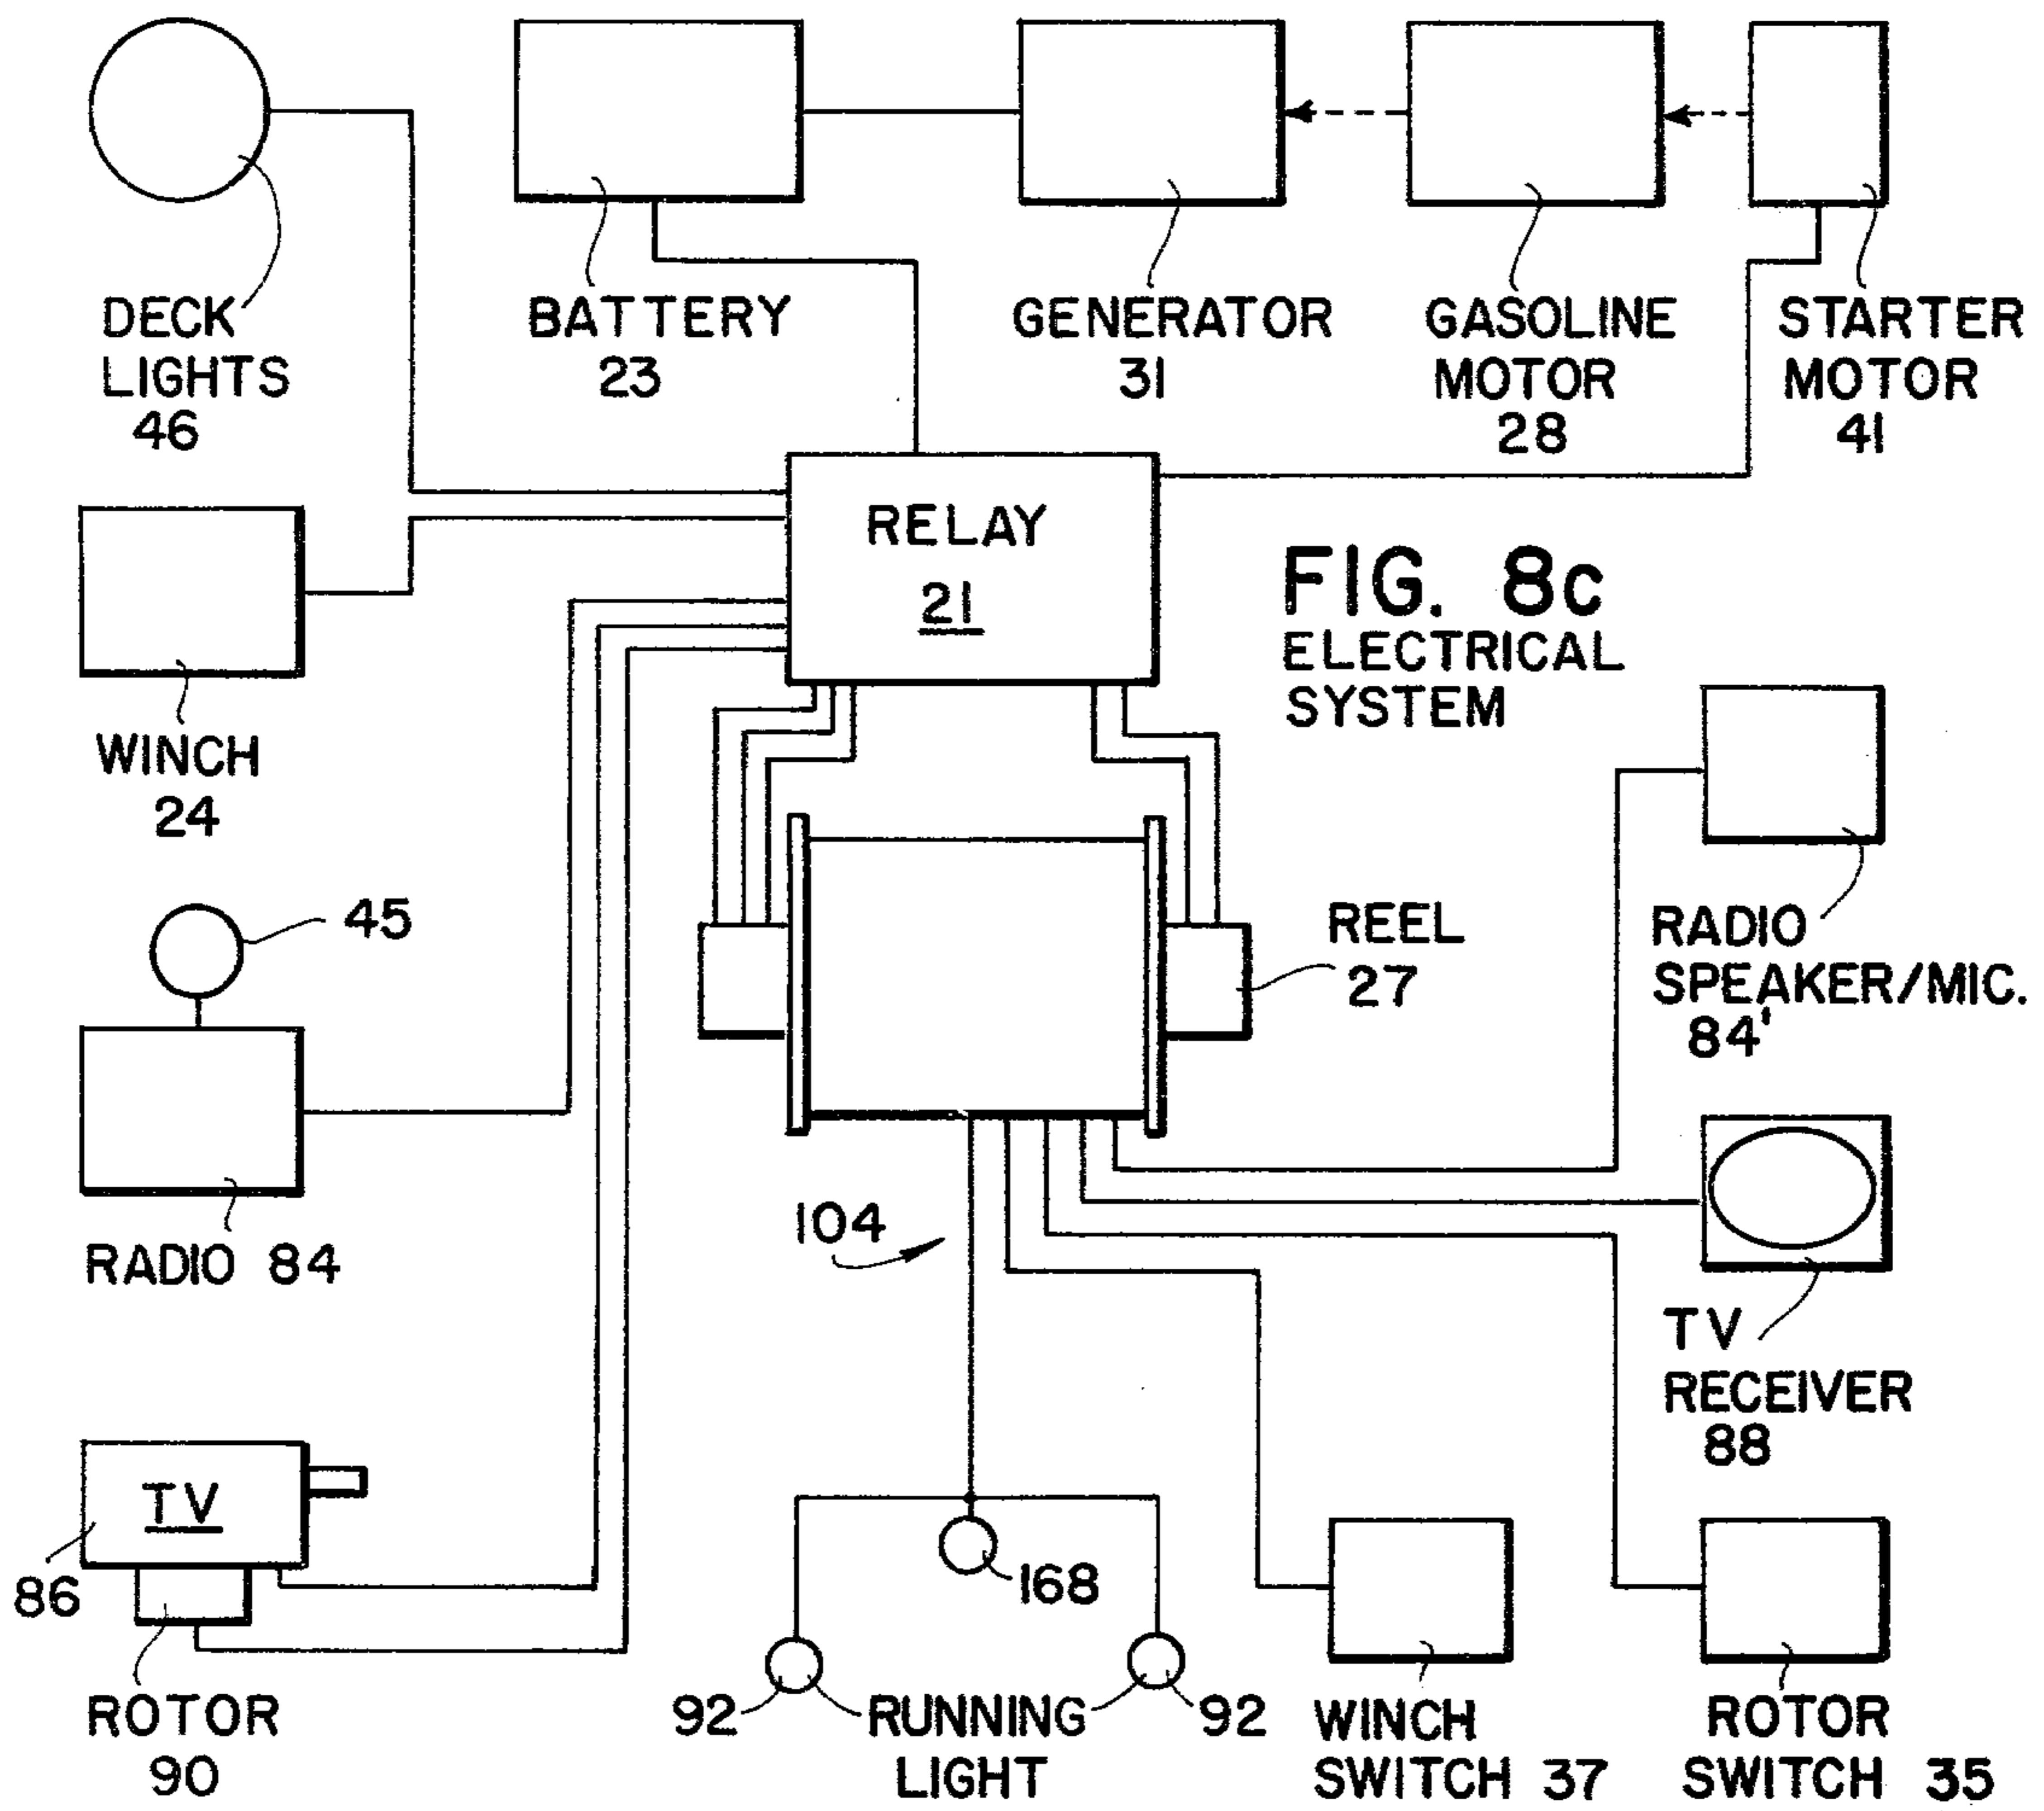 DECK
LIGHTS
46
BATTERY
23
GENERATOR
31
GASOLINE
MOTOR
28
STARTER
MOTOR
41
RELAY
21
FIG. 8c
ELECTRICAL
SYSTEM
WINCH
24
45
REEL
27
RADIO
SPEAKER/MIC.
84'
RADIO 84
104
TV
RECEIVER
88
TV
86
168
ROTOR
90
92
RUNNING
LIGHT
92
WINCH
SWITCH 37
ROTOR
SWITCH 35